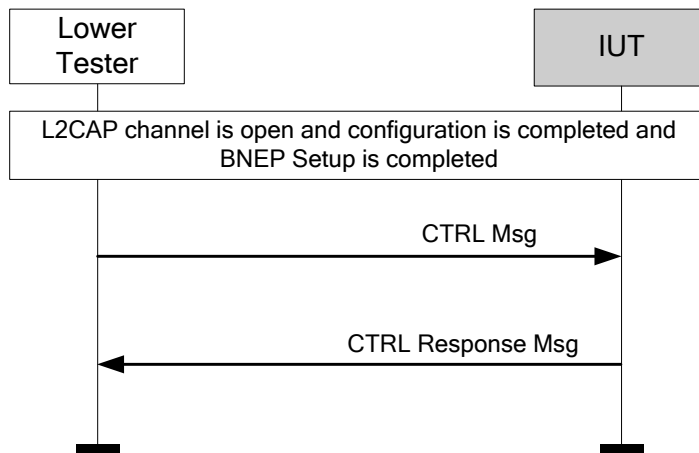 Lower
Tester
IUT
L2CAP channel is open and configuration is completed and
BNEP Setup is completed
CTRL Msg
CTRL Response Msg